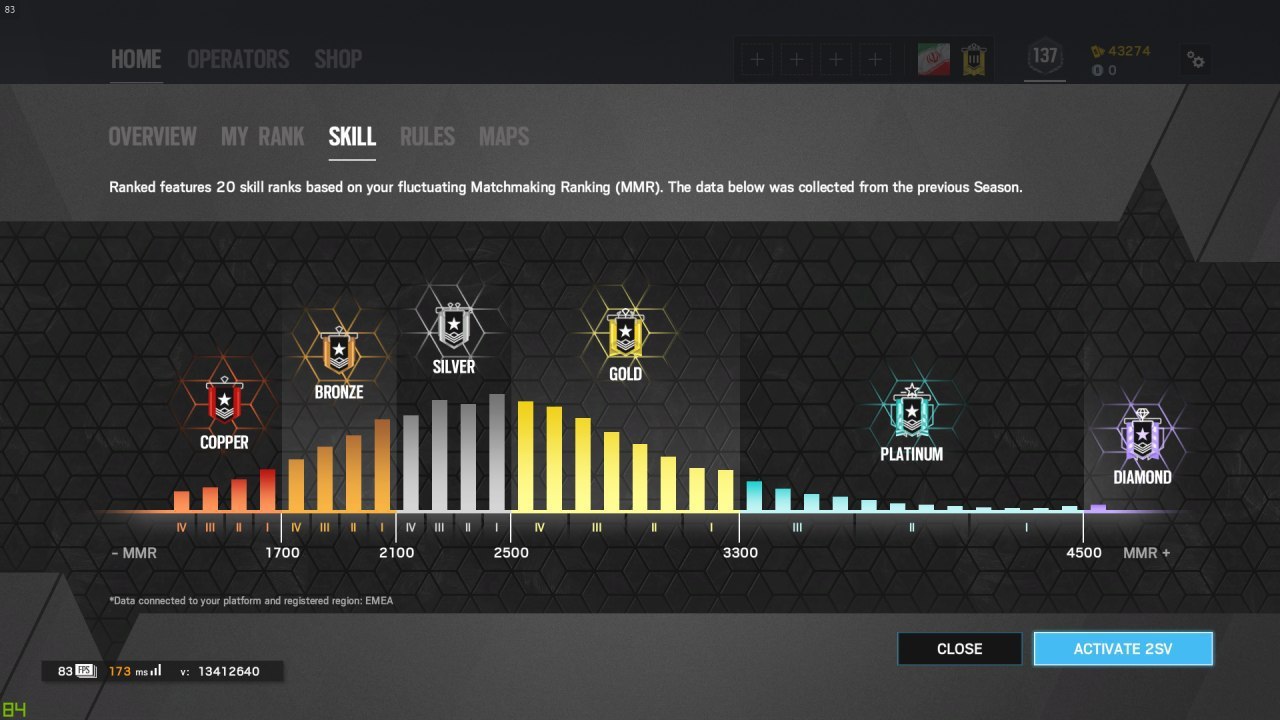 83
HOME OPERATORS SHOP
III
137
43274
0
OVERVIEW MY RANK SKILL RULES MAPS
Ranked features 20 skill ranks based on your fluctuating Matchmaking Ranking (MMR). The data below was collected from the previous Season.
SILVER
GOLD
BRONZE
COPPER
PLATINUM
DIAMOND
IV III II I IV III II I IV III II I IV III II I III II I
- MMR 1700 2100 2500 3300 4500 MMR +
*Data connected to your platform and registered region: EMEA
CLOSE ACTIVATE 2SV
83 FPS 173 ms v: 13412640
84